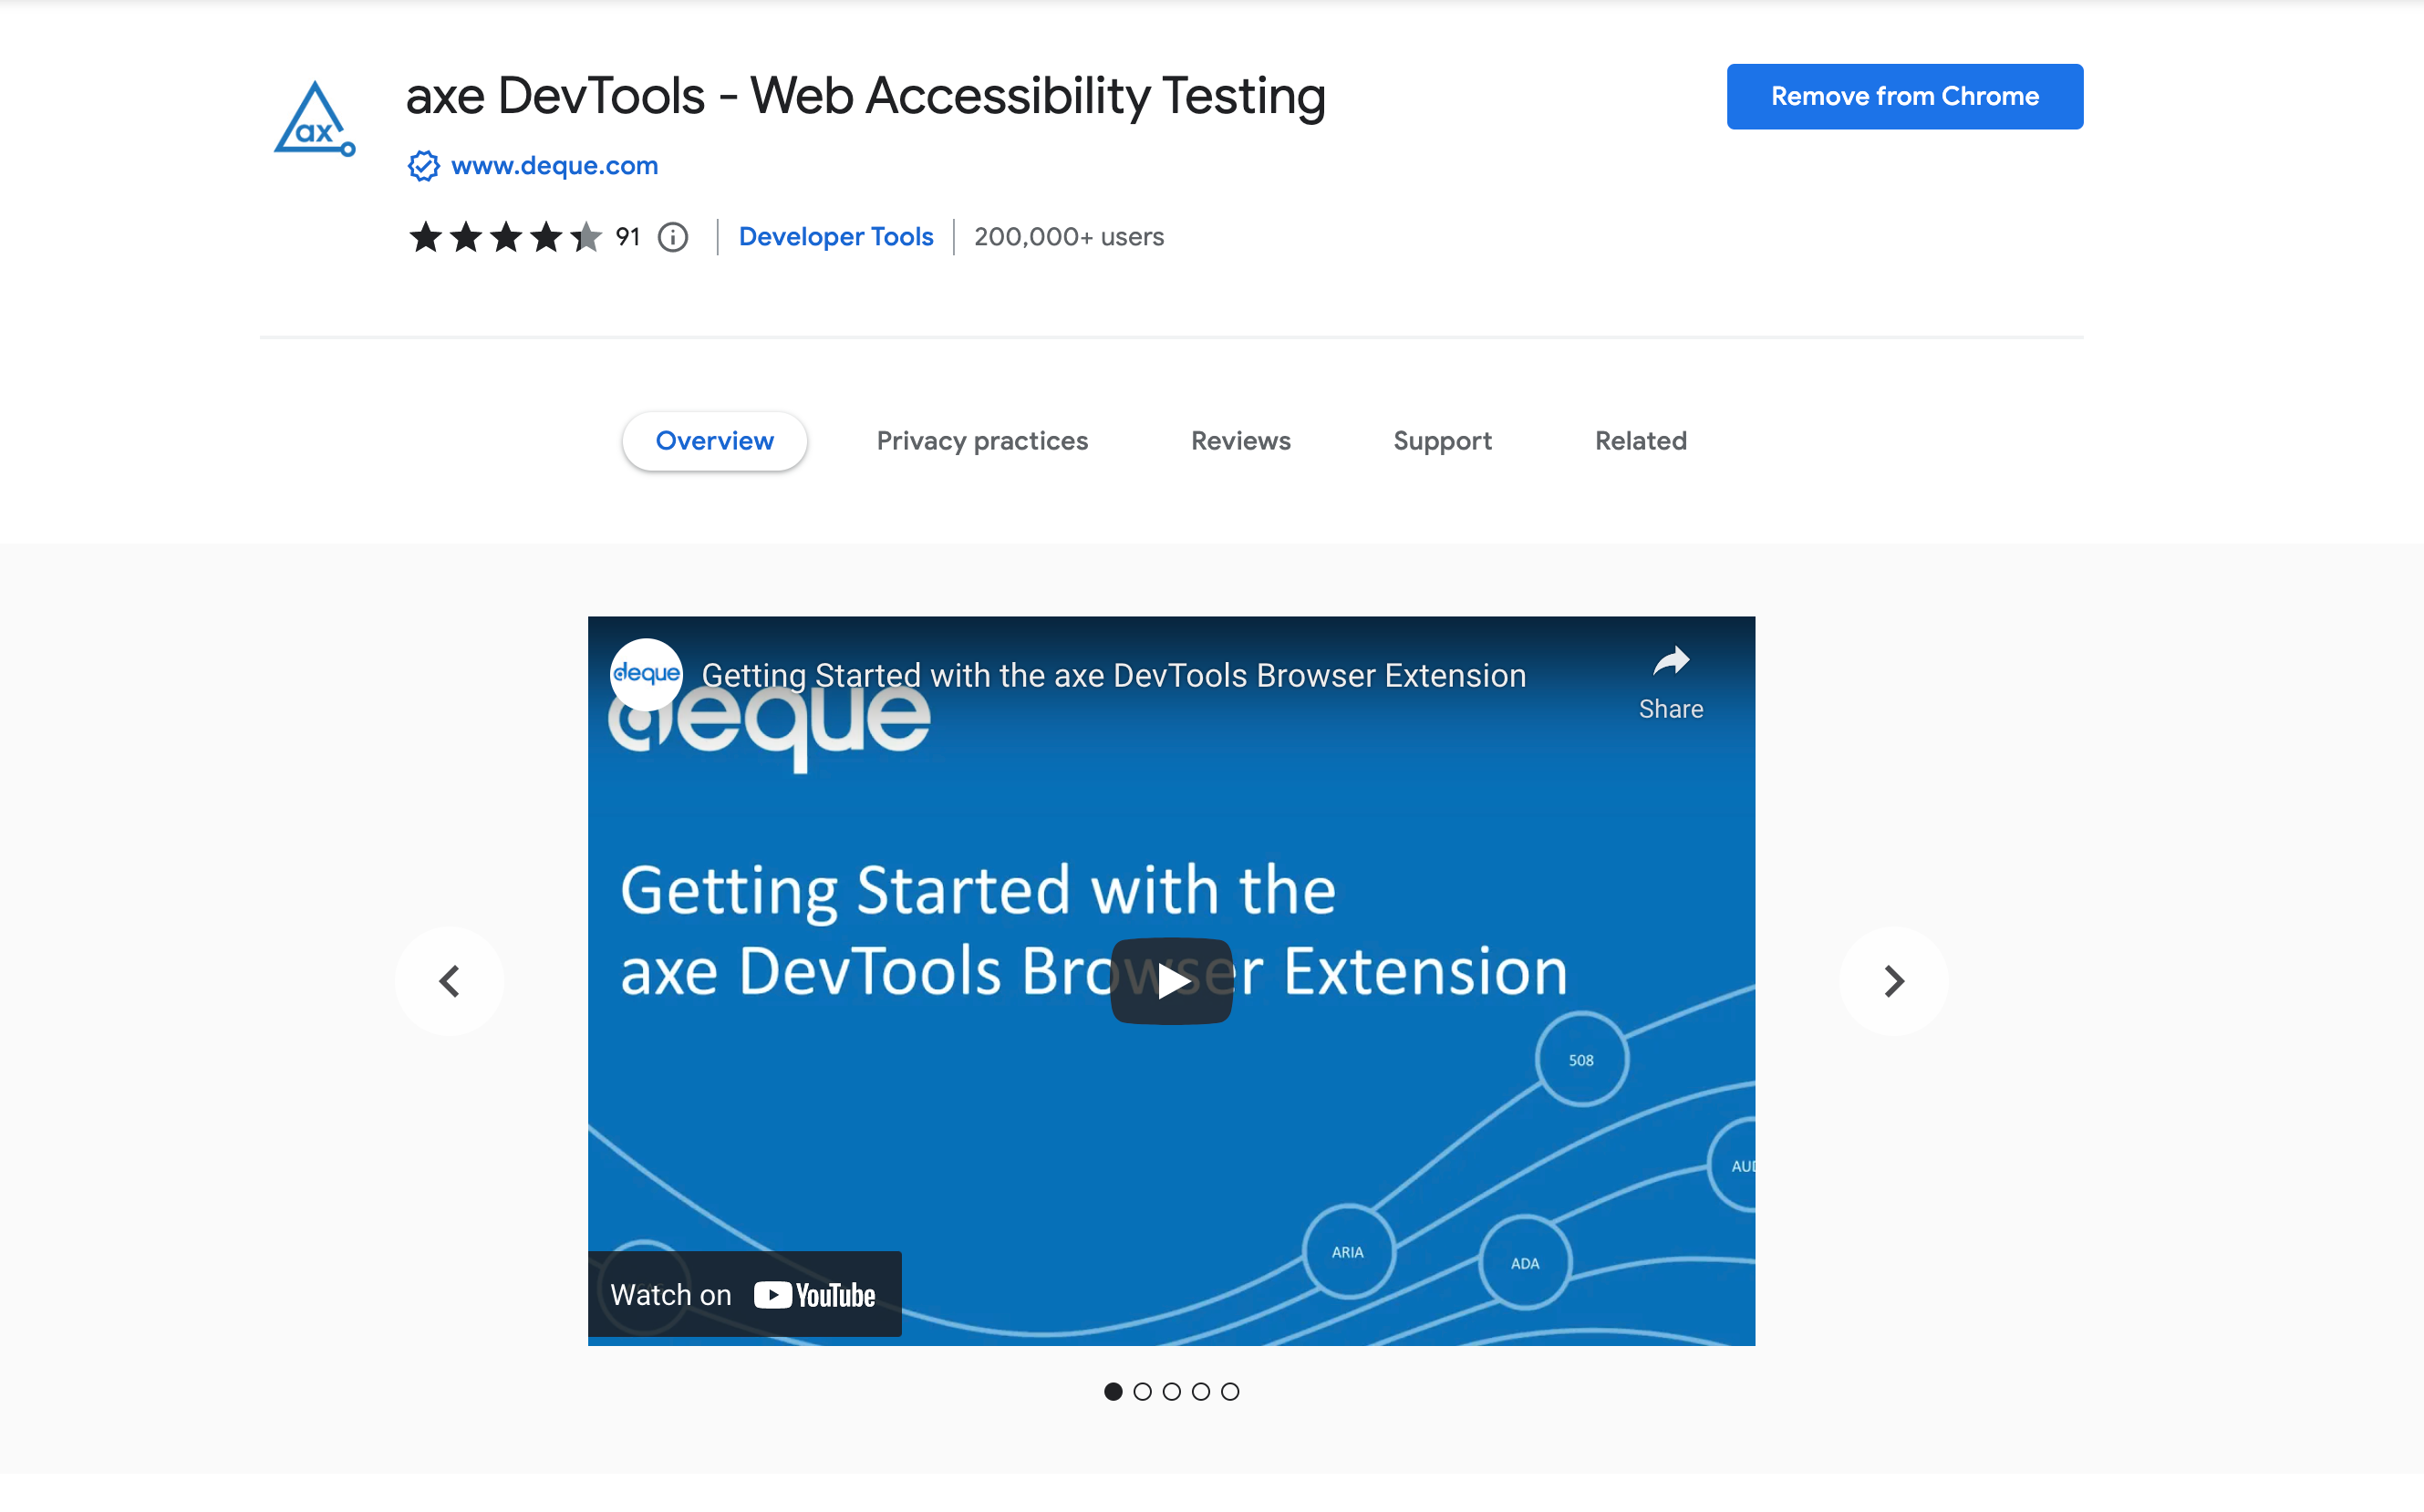 axe DevTools - Web Accessibility Testing
Remove from Chrome
ax
www.deque.com
91
Developer Tools
200,000+ users
Overview
Privacy practices
Reviews
Support
Related
deque
Getting Started with the axe DevTools Browser Extension
Share
deque
Getting Started with the
axe DevTools Browser Extension
508
AUD
ARIA
ADA
Watch on YouTube